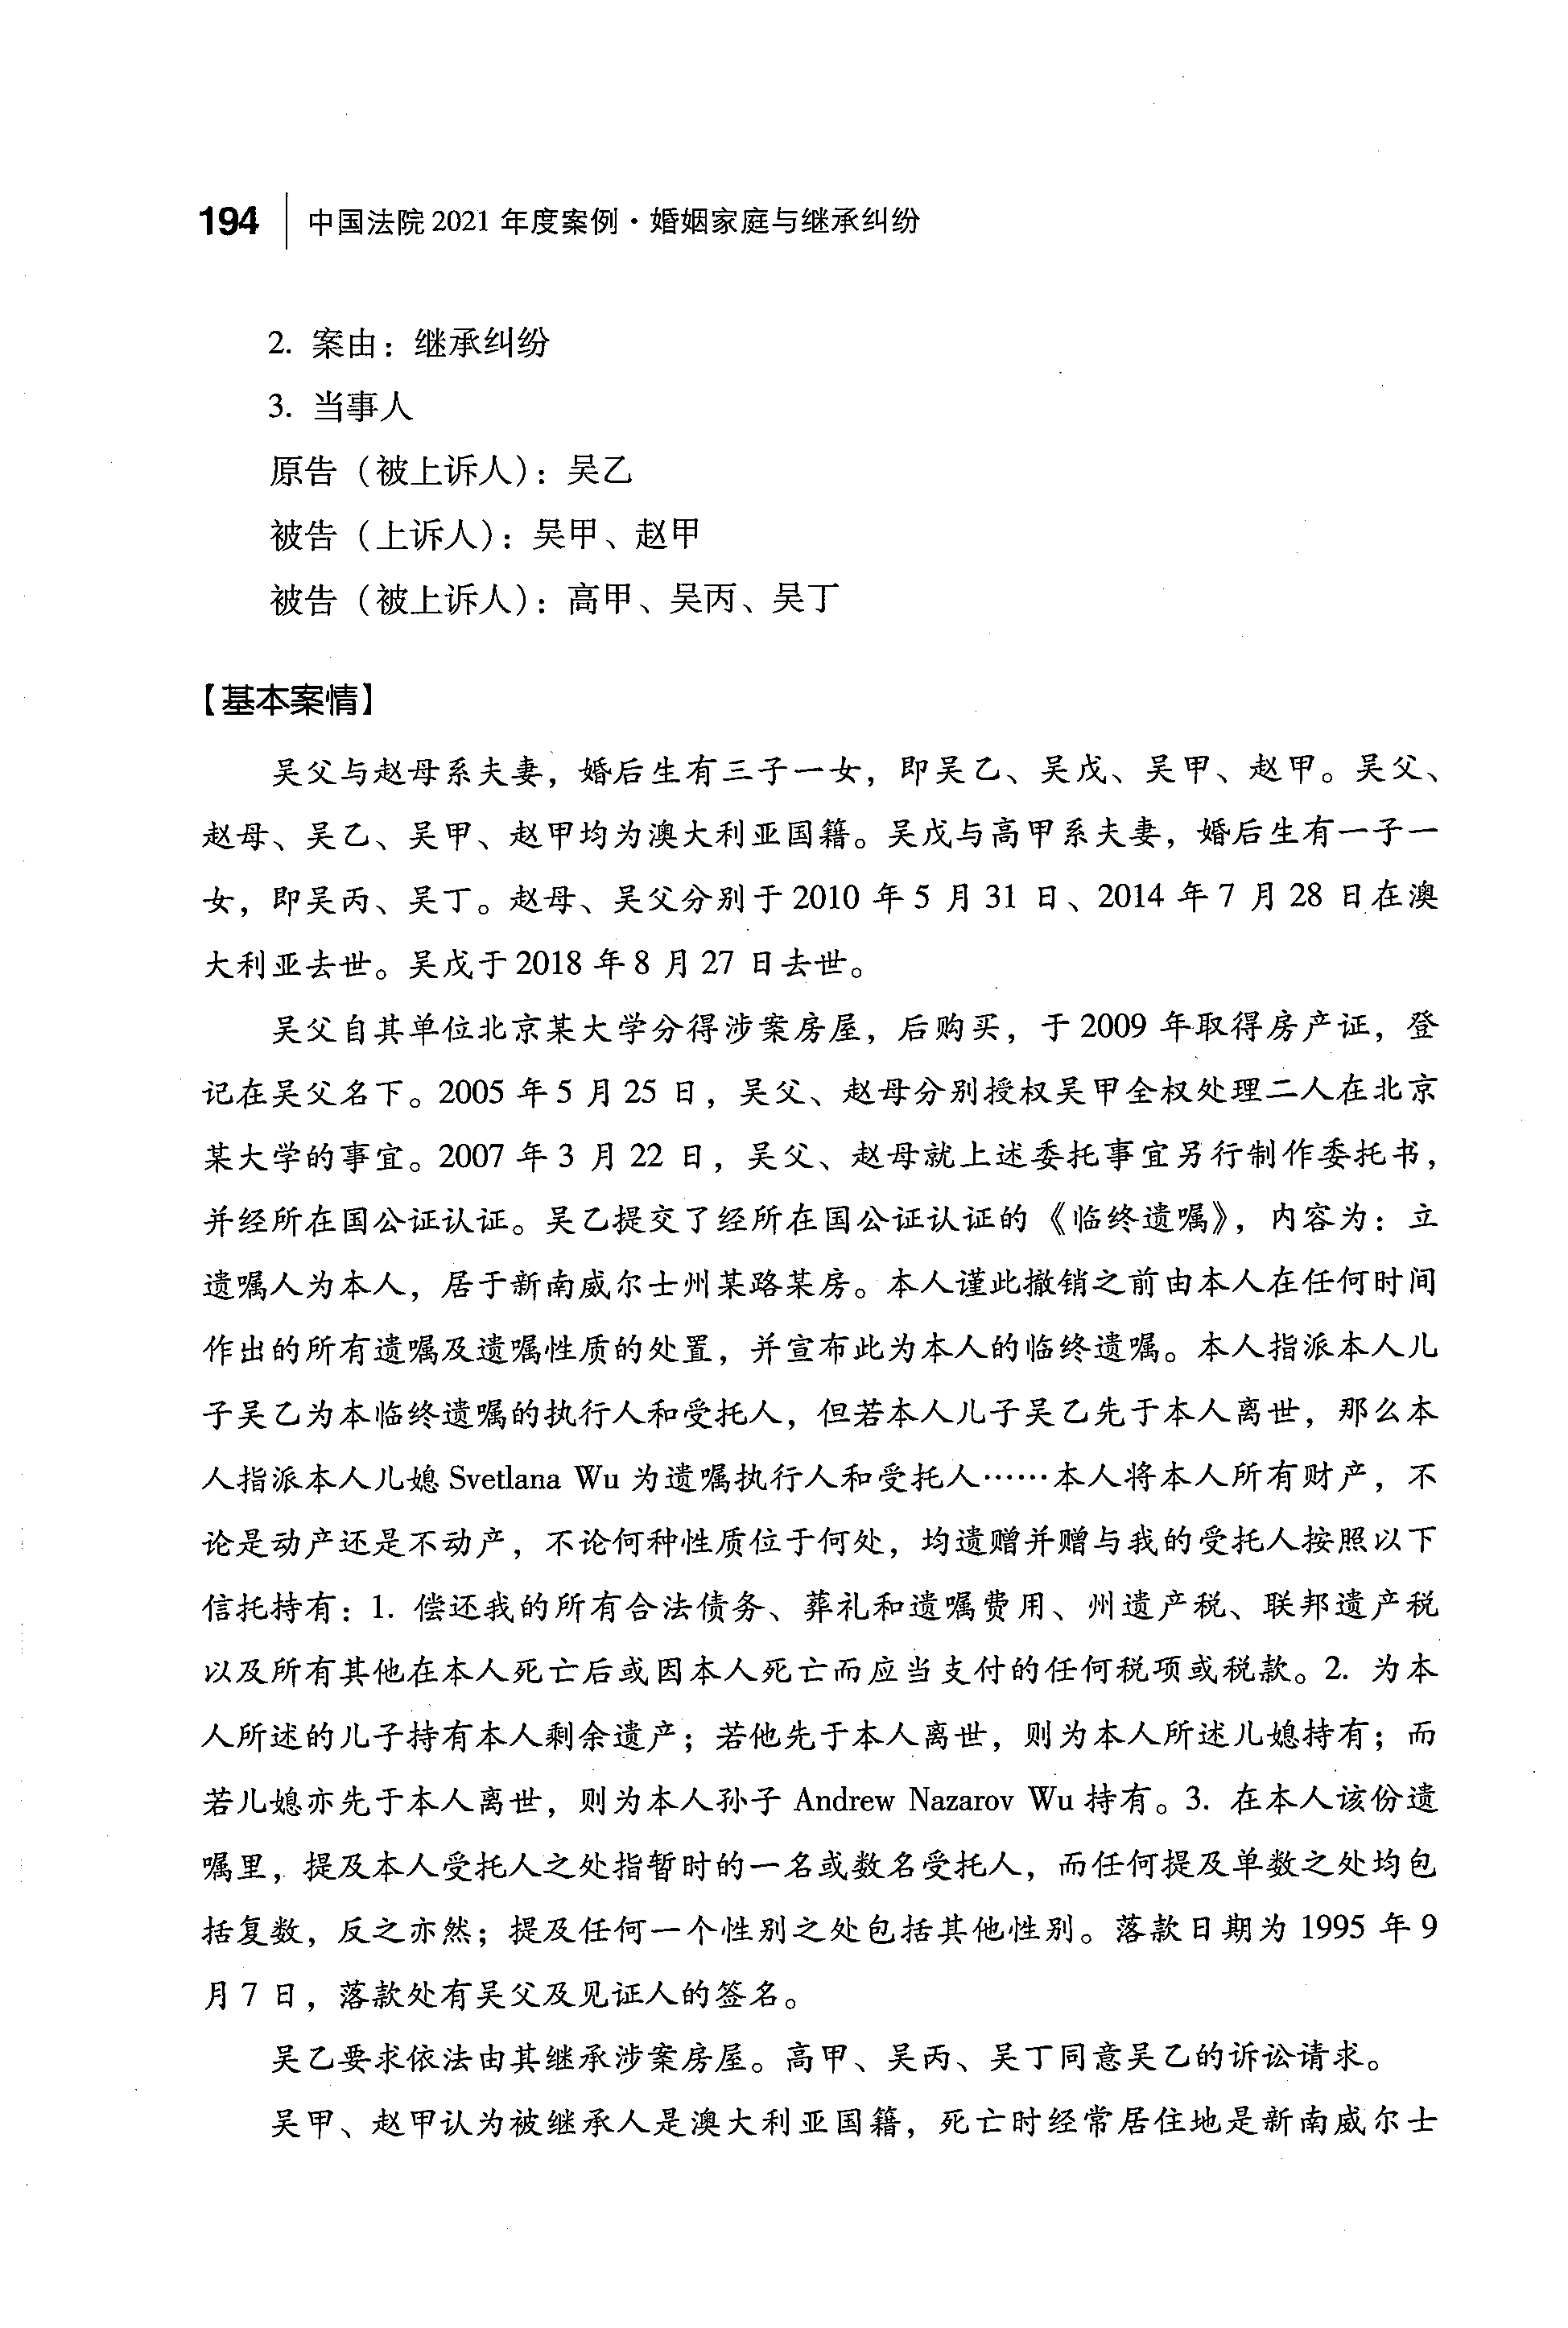 194 中国法院2021年度案例·婚姻家庭与继承纠纷
2. 案由：继承纠纷
3. 当事人
原告（被上诉人）：吴乙
被告（上诉人）：吴甲、赵甲
被告（被上诉人）：高甲、吴丙、吴丁
【基本案情】
吴父与赵母系夫妻，婚后生有三子一女，即吴乙、吴戊、吴甲、赵甲。吴父、
赵母、吴乙、吴甲、赵甲均为澳大利亚国籍。吴戊与高甲系夫妻，婚后生有一子一
女，即吴丙、吴丁。赵母、吴父分别于2010年5月31日、2014年7月28日在澳
大利亚去世。吴戊于2018年8月27日去世。
吴父自其单位北京某大学分得涉案房屋，后购买，于2009年取得房产证，登
记在吴父名下。2005年5月25日，吴父、赵母分别授权吴甲全权处理二人在北京
某大学的事宜。2007年3月22日，吴父、赵母就上述委托事宜另行制作委托书，
并经所在国公证认证。吴乙提交了经所在国公证认证的《临终遗嘱》，内容为：立
遗嘱人为本人，居于新南威尔士州某路某房。本人谨此撤销之前由本人在任何时间
作出的所有遗嘱及遗嘱性质的处置，并宣布此为本人的临终遗嘱。本人指派本人儿
子吴乙为本临终遗嘱的执行人和受托人，但若本人儿子吴乙先于本人离世，那么本
人指派本人儿媳Svetlana Wu为遗嘱执行人和受托人……本人将本人所有财产，不
论是动产还是不动产，不论何种性质位于何处，均遗赠并赠与我的受托人按照以下
信托持有：1. 偿还我的所有合法债务、葬礼和遗嘱费用、州遗产税、联邦遗产税
以及所有其他在本人死亡后或因本人死亡而应当支付的任何税项或税款。2. 为本
人所述的儿子持有本人剩余遗产；若他先于本人离世，则为本人所述儿媳持有；而
若儿媳亦先于本人离世，则为本人孙子Andrew Nazarov Wu持有。3. 在本人该份遗
嘱里，提及本人受托人之处指暂时的一名或数名受托人，而任何提及单数之处均包
括复数，反之亦然；提及任何一个性别之处包括其他性别。落款日期为1995年9
月7日，落款处有吴父及见证人的签名。
吴乙要求依法由其继承涉案房屋。高甲、吴丙、吴丁同意吴乙的诉讼请求。
吴甲、赵甲认为被继承人是澳大利亚国籍，死亡时经常居住地是新南威尔士